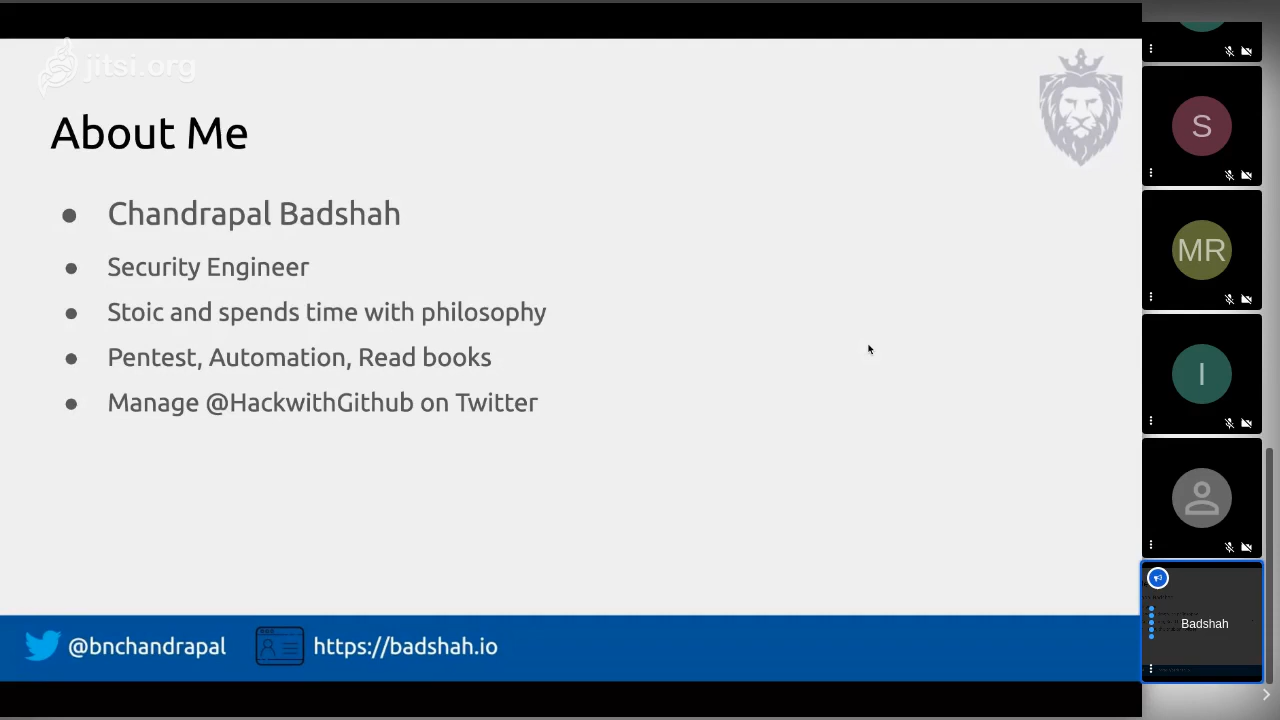 jitsi.org
About Me
● Chandrapal Badshah
● Security Engineer
● Stoic and spends time with philosophy
● Pentest, Automation, Read books
● Manage @HackwithGithub on Twitter
@bnchandrapal https://badshah.io
S
MR
I
Badshah